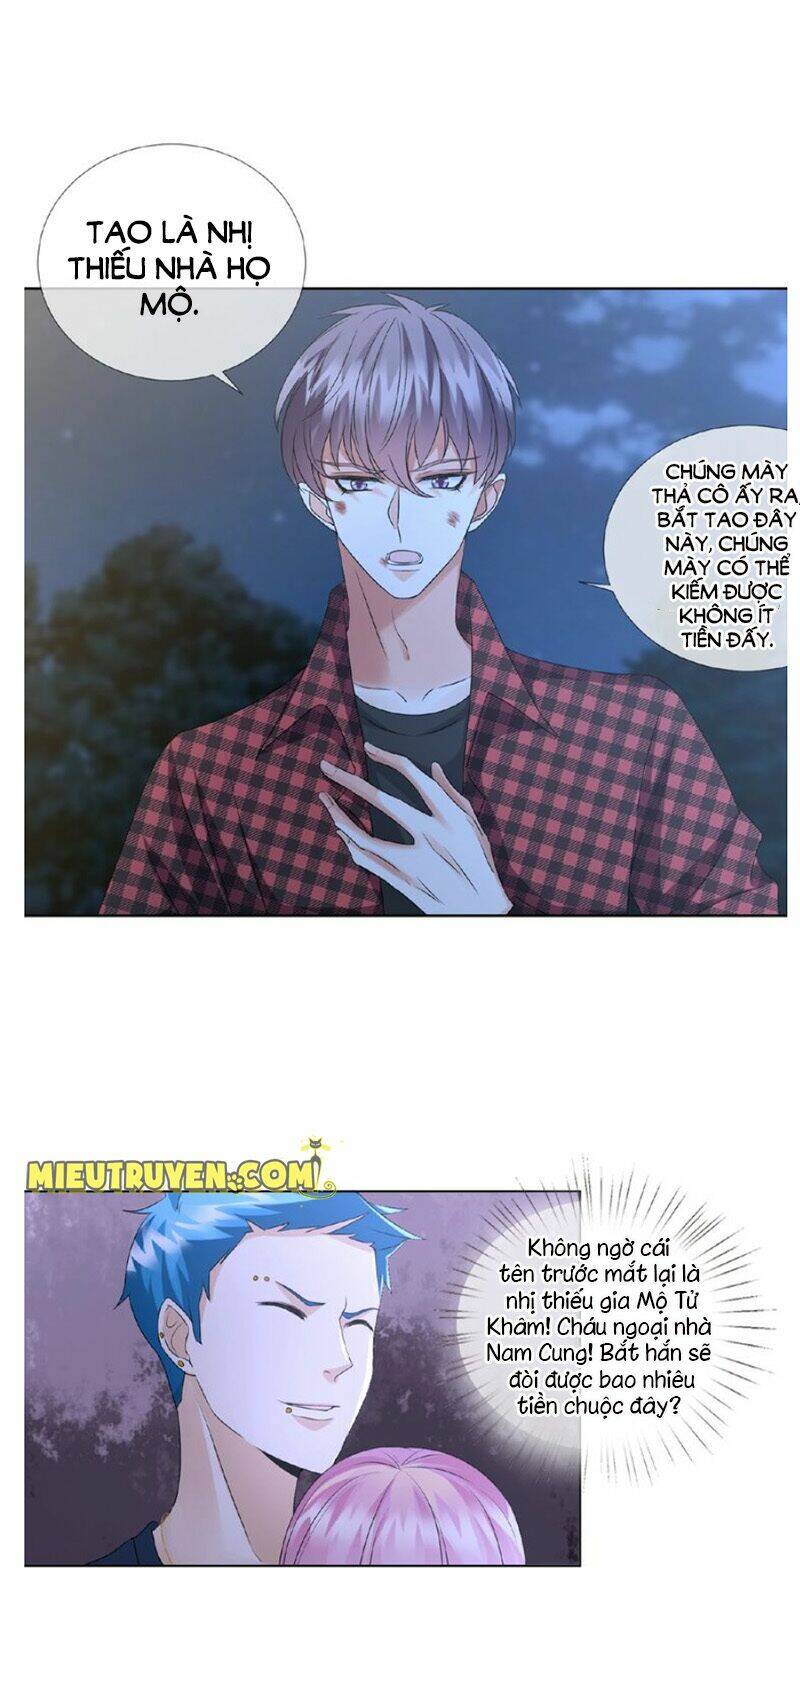 TAO LÀ NHỊ
THIẾU NHÀ HỌ
MỘ.
CHÚNG MÀY
THẢ CÔ ẤY RA,
BẮT TAO ĐÂY
NÀY, CHÚNG
MÀY CÓ THỂ
KIẾM ĐƯỢC
KHÔNG ÍT
TIỀN ĐẤY.
MIEUTRUYEN.COM
Không ngờ cái
tên trước mắt lại là
nhị thiếu gia Mộ Tử
Khâm! Cháu ngoại nhà
Nam Cung! Bắt hắn sẽ
đòi được bao nhiêu
tiền chuộc đây?